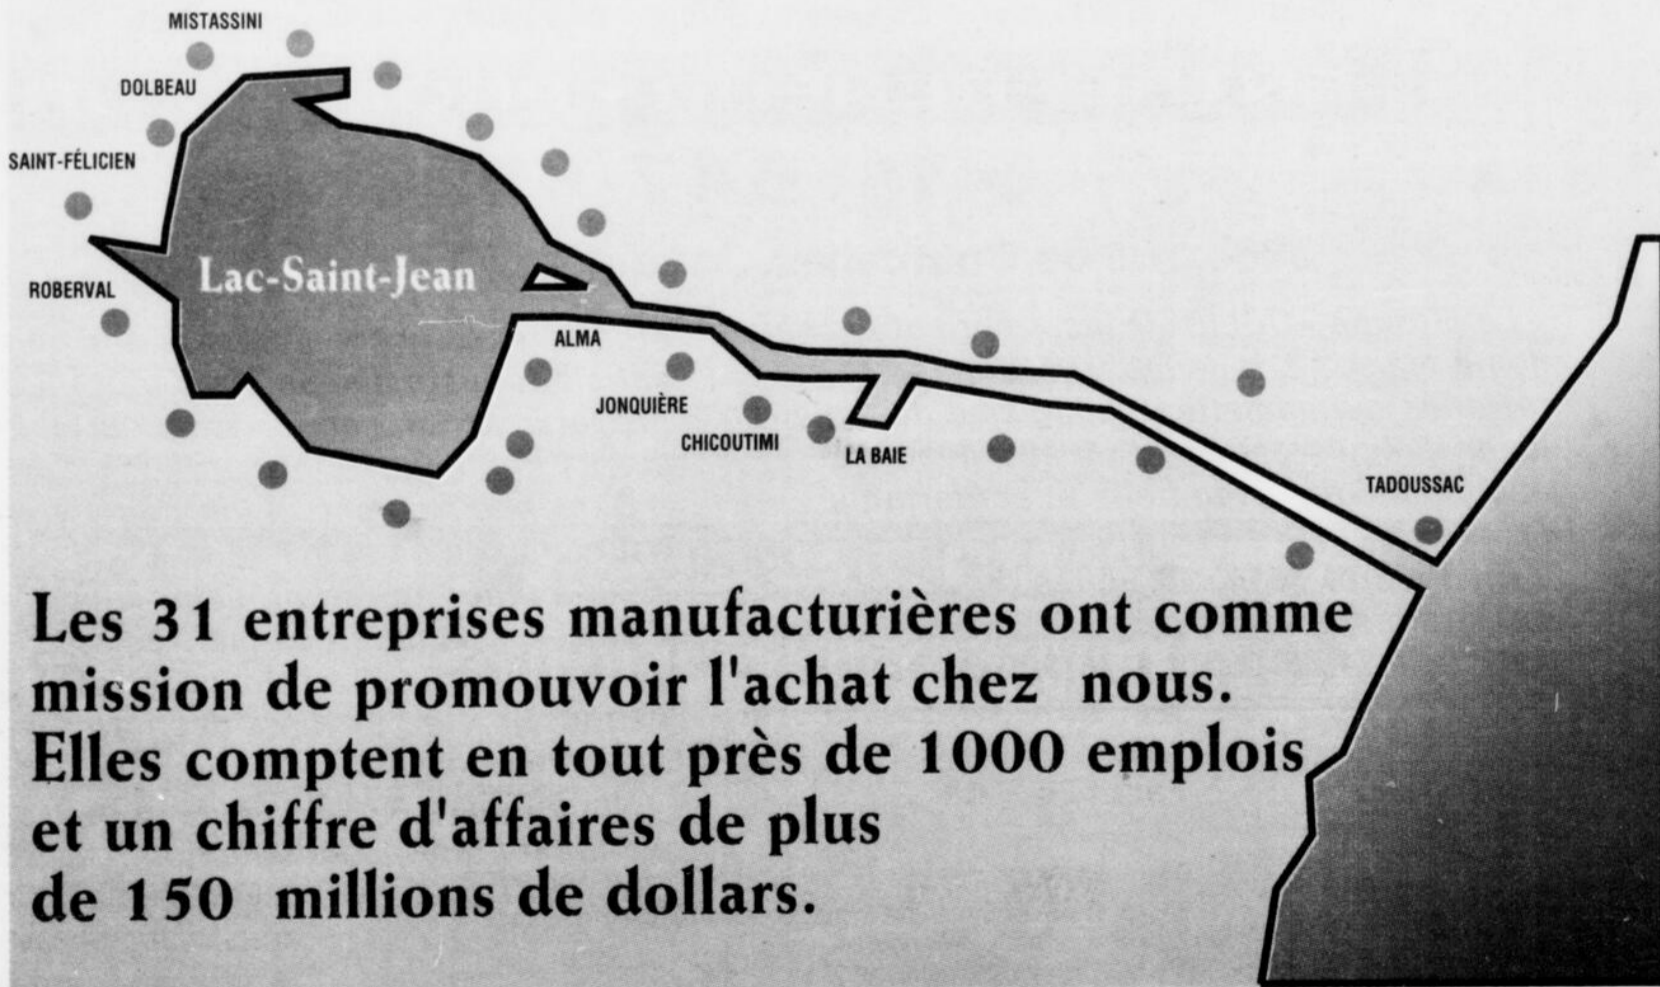 MISTASSINI
DOLBEAU
SAINT-FÉLICIEN
Lac-Saint-Jean
ROBERVAL
ALMA
JONQUIÈRE
CHICOUTIMI
LA BAIE
TADOUSSAC
Les 31 entreprises manufacturières ont comme
mission de promouvoir l'achat chez nous.
Elles comptent en tout près de 1000 emplois
et un chiffre d'affaires de plus
de 150 millions de dollars.